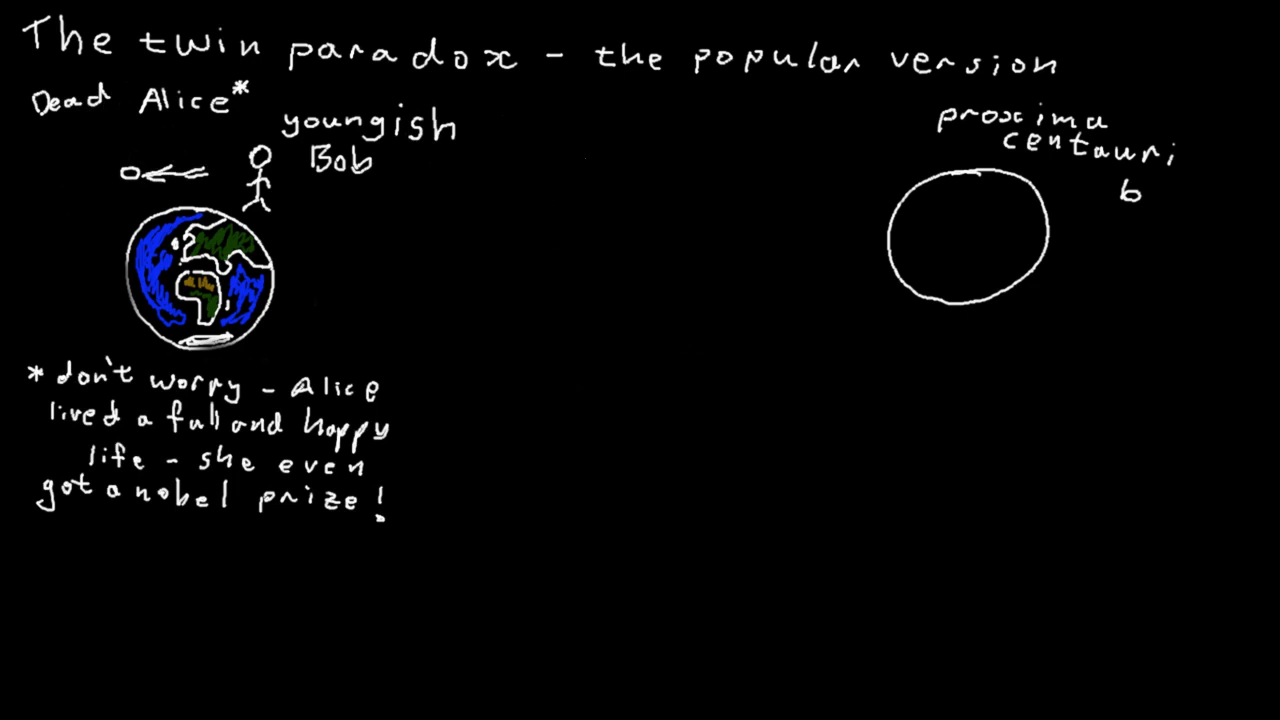 The twin paradox - the popular version
Dead Alice*
youngish
Bob
proxima
centauri
b
* don't worry - Alice
lived a full and happy
life - she even
got a nobel prize!